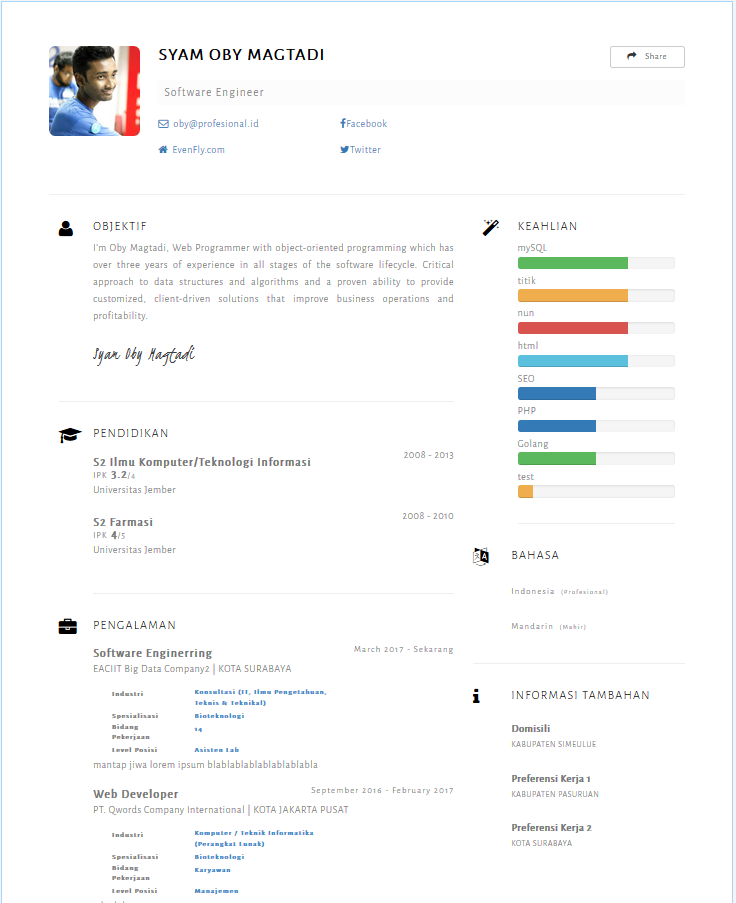 SYAM OBY MAGTADI
Share
Software Engineer
oby@profesional.id
Facebook
EvenFly.com
Twitter
OBJEKTIF
I'm Oby Magtadi, Web Programmer with object-oriented programming which has
over three years of experience in all stages of the software lifecycle. Critical
approach to data structures and algorithms and a proven ability to provide
customized, client-driven solutions that improve business operations and
profitability.
Syam Oby Magtadi
PENDIDIKAN
S2 Ilmu Komputer/Teknologi Informasi
2008 - 2013
IPK 3.2/4
Universitas Jember
S2 Farmasi
2008 - 2010
IPK 4/5
Universitas Jember
PENGALAMAN
Software Enginerring
March 2017 - Sekarang
EACIIT Big Data Company2 | KOTA SURABAYA
Industri
Konsultasi (IT, Ilmu Pengetahuan,
Teknis & Teknikal)
Spesialisasi
Bioteknologi
Bidang
Pekerjaan
14
Level Posisi
Asisten Lab
mantap jiwa lorem ipsum blablablablablablablabla
Web Developer
September 2016 - February 2017
PT. Qwords Company International | KOTA JAKARTA PUSAT
Industri
Komputer / Teknik Informatika
(Perangkat Lunak)
Spesialisasi
Bioteknologi
Bidang
Pekerjaan
Karyawan
Level Posisi
Manajemen
KEAHLIAN
mySQL
titik
nun
html
SEO
PHP
Golang
test
BAHASA
Indonesia (Profesional)
Mandarin (Mahir)
INFORMASI TAMBAHAN
Domisili
KABUPATEN SIMEULUE
Preferensi Kerja 1
KABUPATEN PASURUAN
Preferensi Kerja 2
KOTA SURABAYA